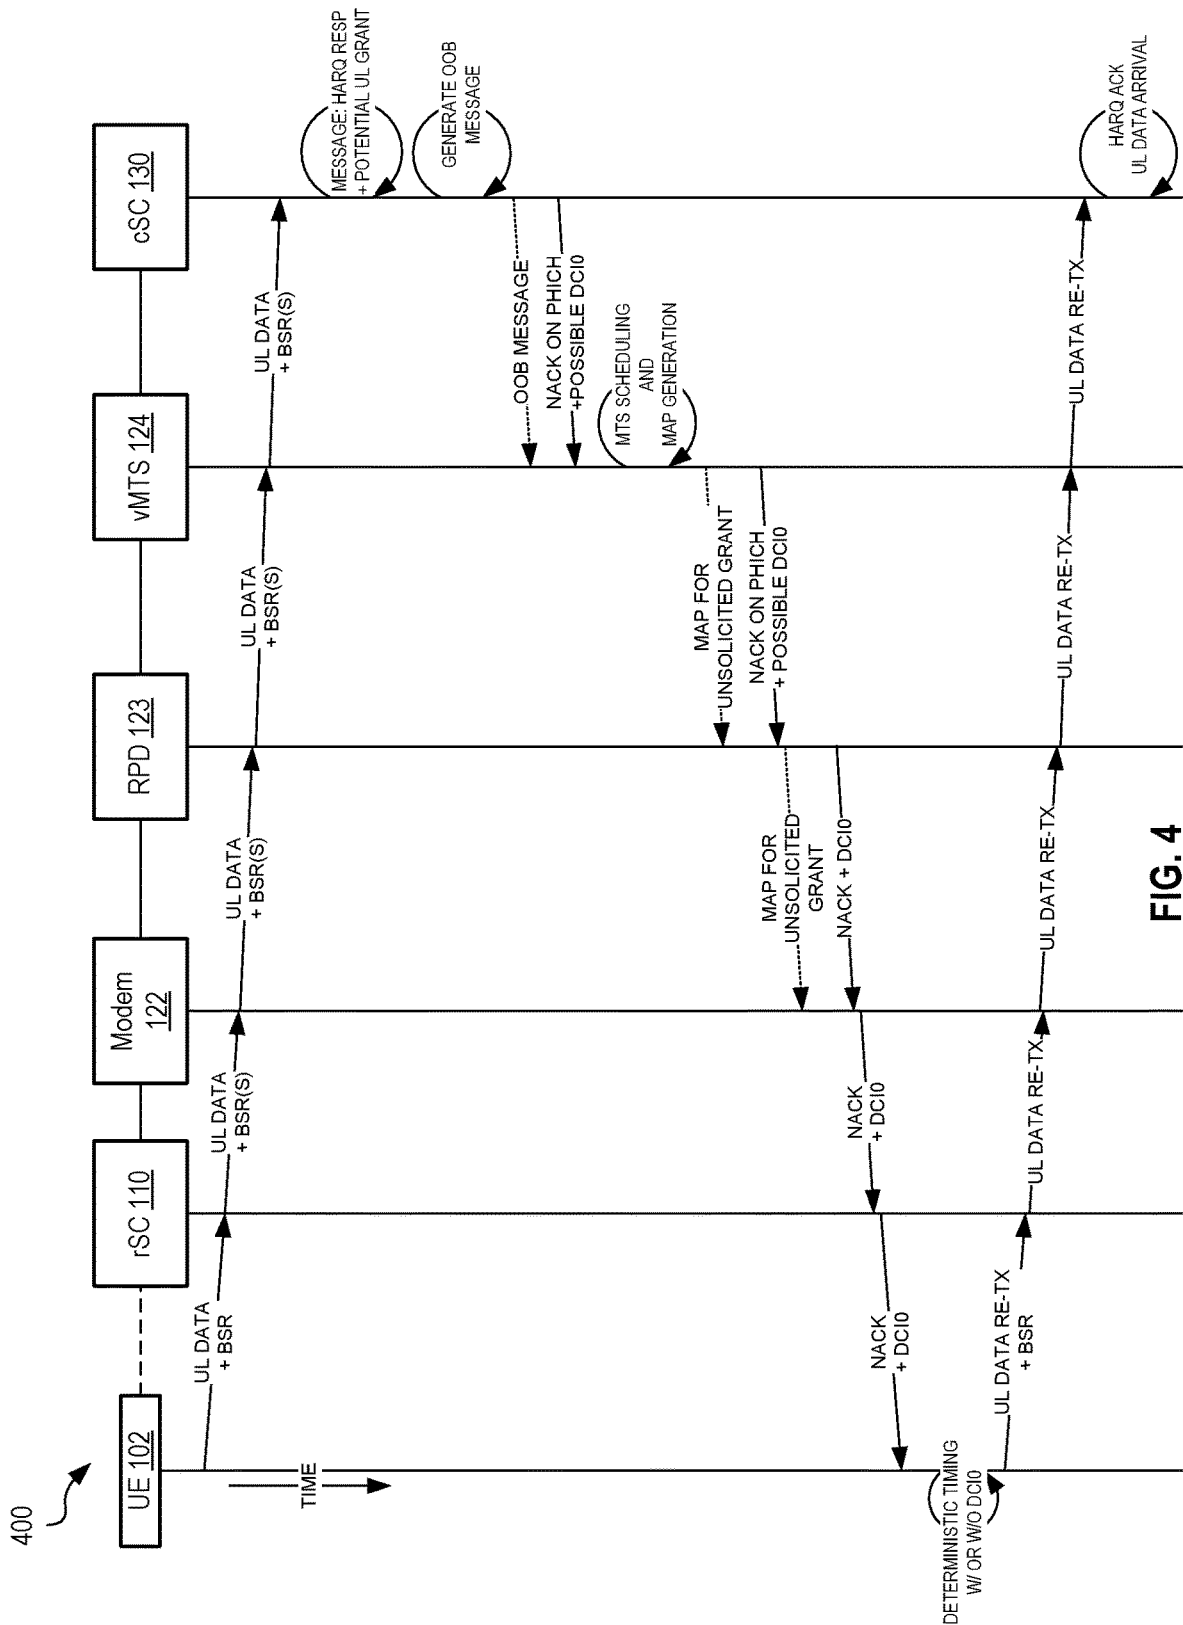 400
UE 102
rSC 110
Modem
122
RPD 123
vMTS 124
cSC 130
TIME
UL DATA
+ BSR
UL DATA
+ BSR(S)
UL DATA
+ BSR(S)
UL DATA
+ BSR(S)
UL DATA
+ BSR(S)
MESSAGE: HARQ RESP
+ POTENTIAL UL GRANT
GENERATE OOB
MESSAGE
OOB MESSAGE
NACK ON PHICH
+POSSIBLE DCI0
MTS SCHEDULING
AND
MAP GENERATION
MAP FOR
UNSOLICITED GRANT
NACK ON PHICH
+ POSSIBLE DCI0
MAP FOR
UNSOLICITED
GRANT
NACK + DCI0
NACK
+ DCI0
NACK
+ DCI0
DETERMINISTIC TIMING
W/ OR W/O DCI0
UL DATA RE-TX
+ BSR
UL DATA RE-TX
UL DATA RE-TX
UL DATA RE-TX
UL DATA RE-TX
HARQ ACK
UL DATA ARRIVAL
FIG. 4